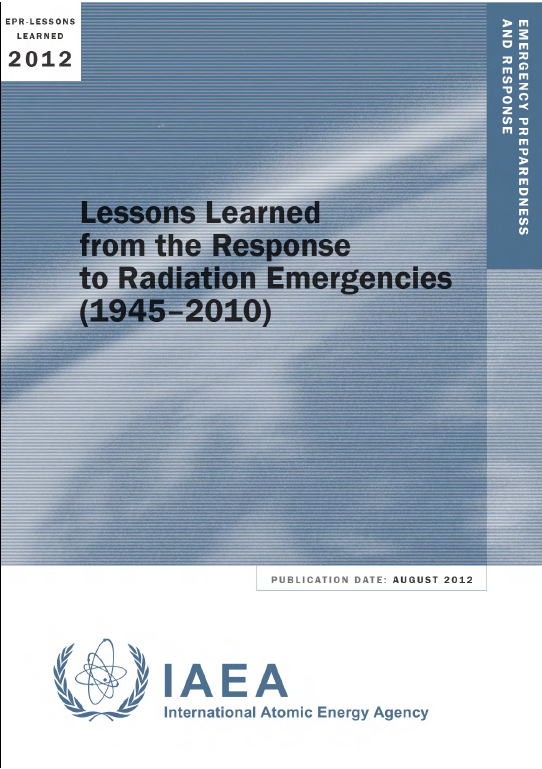 EPR-LESSONS
LEARNED
2012
EMERGENCY PREPAREDNESS
AND RESPONSE
Lessons Learned
from the Response
to Radiation Emergencies
(1945–2010)
PUBLICATION DATE: AUGUST 2012
IAEA
International Atomic Energy Agency